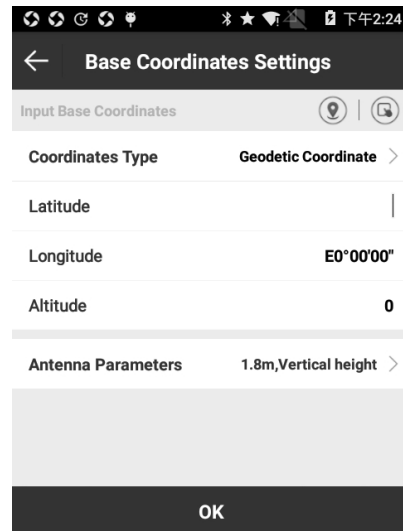 下午2:24
Base Coordinates Settings
Input Base Coordinates
Coordinates Type Geodetic Coordinate
Latitude
Longitude E0°00'00"
Altitude 0
Antenna Parameters 1.8m,Vertical height
OK